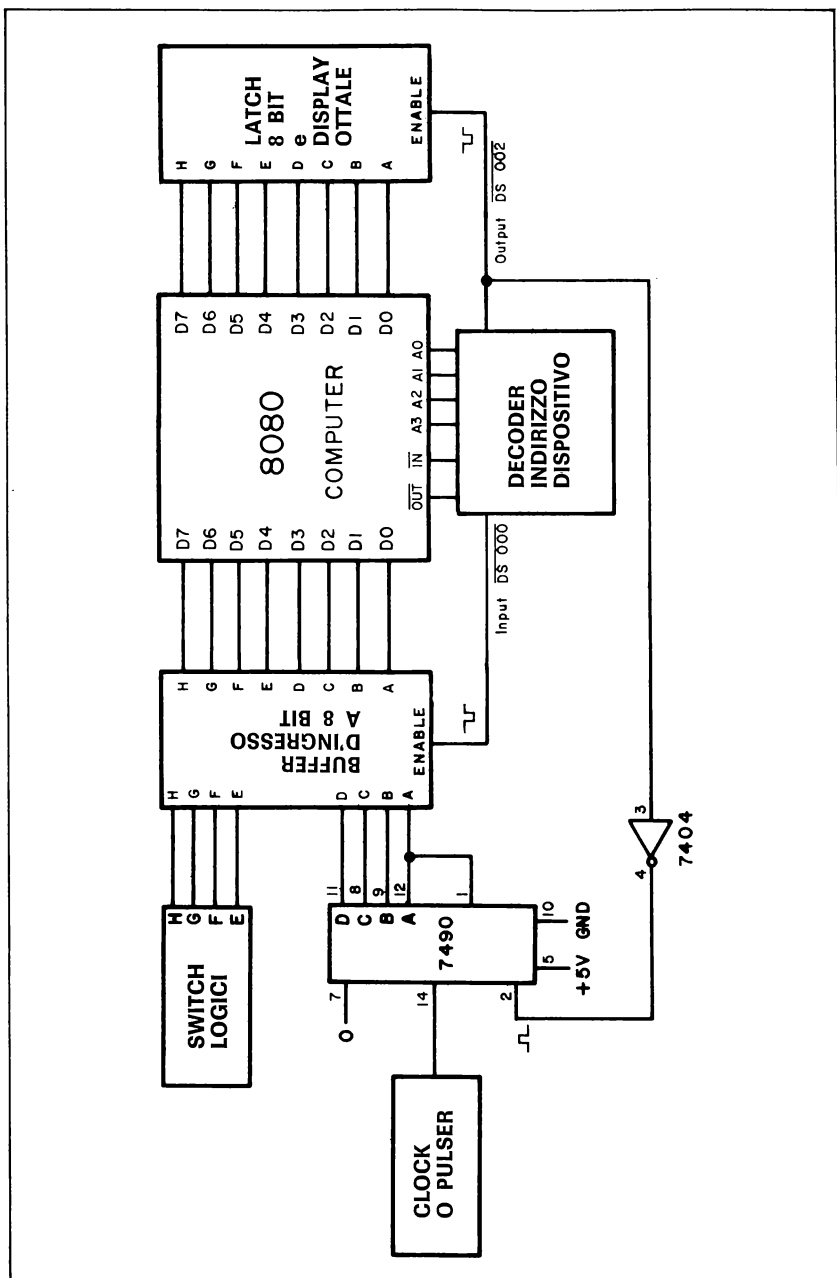 SWITCH
LOGICI
H
G
F
E
CLOCK
O PULSER
7490
O
7
14
2
5
+5V
10
GND
D
C
B
A
11
8
9
12
1
H
G
F
E
D
C
B
A
BUFFER
D'INGRESSO
A 8 BIT
H
G
F
E
D
C
B
A
ENABLE
Input DS 000
D7
D6
D5
D4
D3
D2
D1
D0
8080
COMPUTER
OUT
IN
A3
A2
A1
A0
D7
D6
D5
D4
D3
D2
D1
D0
DECODER
INDIRIZZO
DISPOSITIVO
Output DS 002
H
G
F
E
D
C
B
A
LATCH
8 BIT
e
DISPLAY
OTTALE
ENABLE
3
4
7404